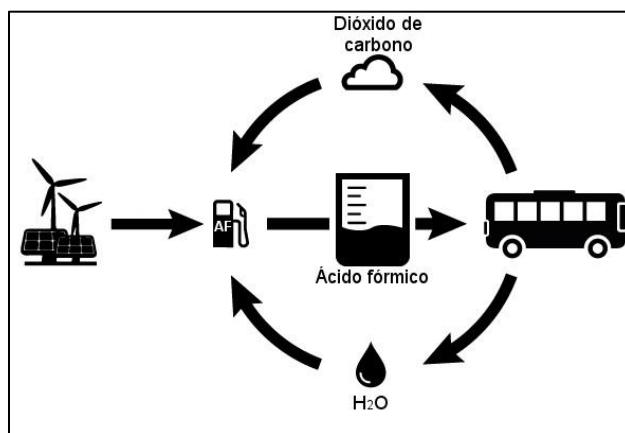 Dióxido de
carbono
AF
Ácido fórmico
H₂O